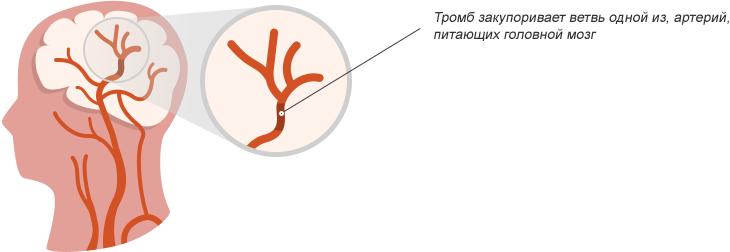 Тромб закупоривает ветвь одной из, артерий,
питающих головной мозг